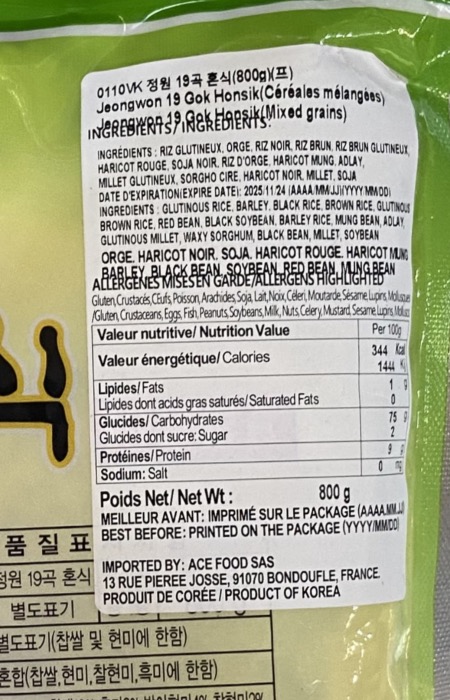 0110VK 정원 19곡 혼식(800g)(프)
Jeongwon 19 Gok Honsik(Céréales mélangées)
Jeongwon 19 Gok Honsik(Mixed grains)
INGRÉDIENTS/INGREDIENTS:
INGRÉDIENTS : RIZ GLUTINEUX, ORGE, RIZ NOIR, RIZ BRUN, RIZ BRUN GLUTINEUX,
HARICOT ROUGE, SOJA NOIR, RIZ D'ORGE, HARICOT MUNG, ADLAY,
MILLET GLUTINEUX, SORGHO CIRE, HARICOT NOIR, MILLET, SOJA
DATE D'EXPIRATION(EXPIRE DATE): 2025/11/24 (AAAA/MM/JJ)(YYYY/MM/DD)
INGREDIENTS : GLUTINOUS RICE, BARLEY, BLACK RICE, BROWN RICE, GLUTINOUS
BROWN RICE, RED BEAN, BLACK SOYBEAN, BARLEY RICE, MUNG BEAN, ADLAY,
GLUTINOUS MILLET, WAXY SORGHUM, BLACK BEAN, MILLET, SOYBEAN
ORGE, HARICOT NOIR, SOJA, HARICOT ROUGE, HARICOT MUNG
BARLEY, BLACK BEAN, SOYBEAN, RED BEAN, MUNG BEAN
ALLERGENES MISES EN GARDE/ALLERGENS HIGHLIGHTED
Gluten, Crustacés, Œufs, Poisson, Arachides, Soja, Lait, Noix, Céleri, Moutarde, Sésame, Lupins, Mollusques
/Gluten, Crustaceans, Eggs, Fish, Peanuts, Soybeans, Milk, Nuts, Celery, Mustard, Sesame, Lupins,
Valeur nutritive/ Nutrition Value Per 100g
Valeur énergétique/ Calories 344 Kcal
1444 K
Lipides/ Fats 1 g
Lipides dont acids gras saturés/ Saturated Fats 0
Glucides/ Carbohydrates 75 g
Glucides dont sucre: Sugar 2
Protéines/ Protein 9 g
Sodium: Salt 0 mg
Poids Net/ Net Wt : 800 g
MEILLEUR AVANT: IMPRIMÉ SUR LE PACKAGE (AAAA/MM/JJ)
BEST BEFORE: PRINTED ON THE PACKAGE (YYYY/MM/DD)
IMPORTED BY: ACE FOOD SAS
13 RUE PIEREE JOSSE, 91070 BONDOUFLE, FRANCE.
PRODUIT DE CORÉE / PRODUCT OF KOREA
식
품 질 표
정원 19곡 혼식
별도표기
별도표기(찹쌀 및 현미에 한함)
혼합(찹쌀,현미,찰현미,흑미에 한함)